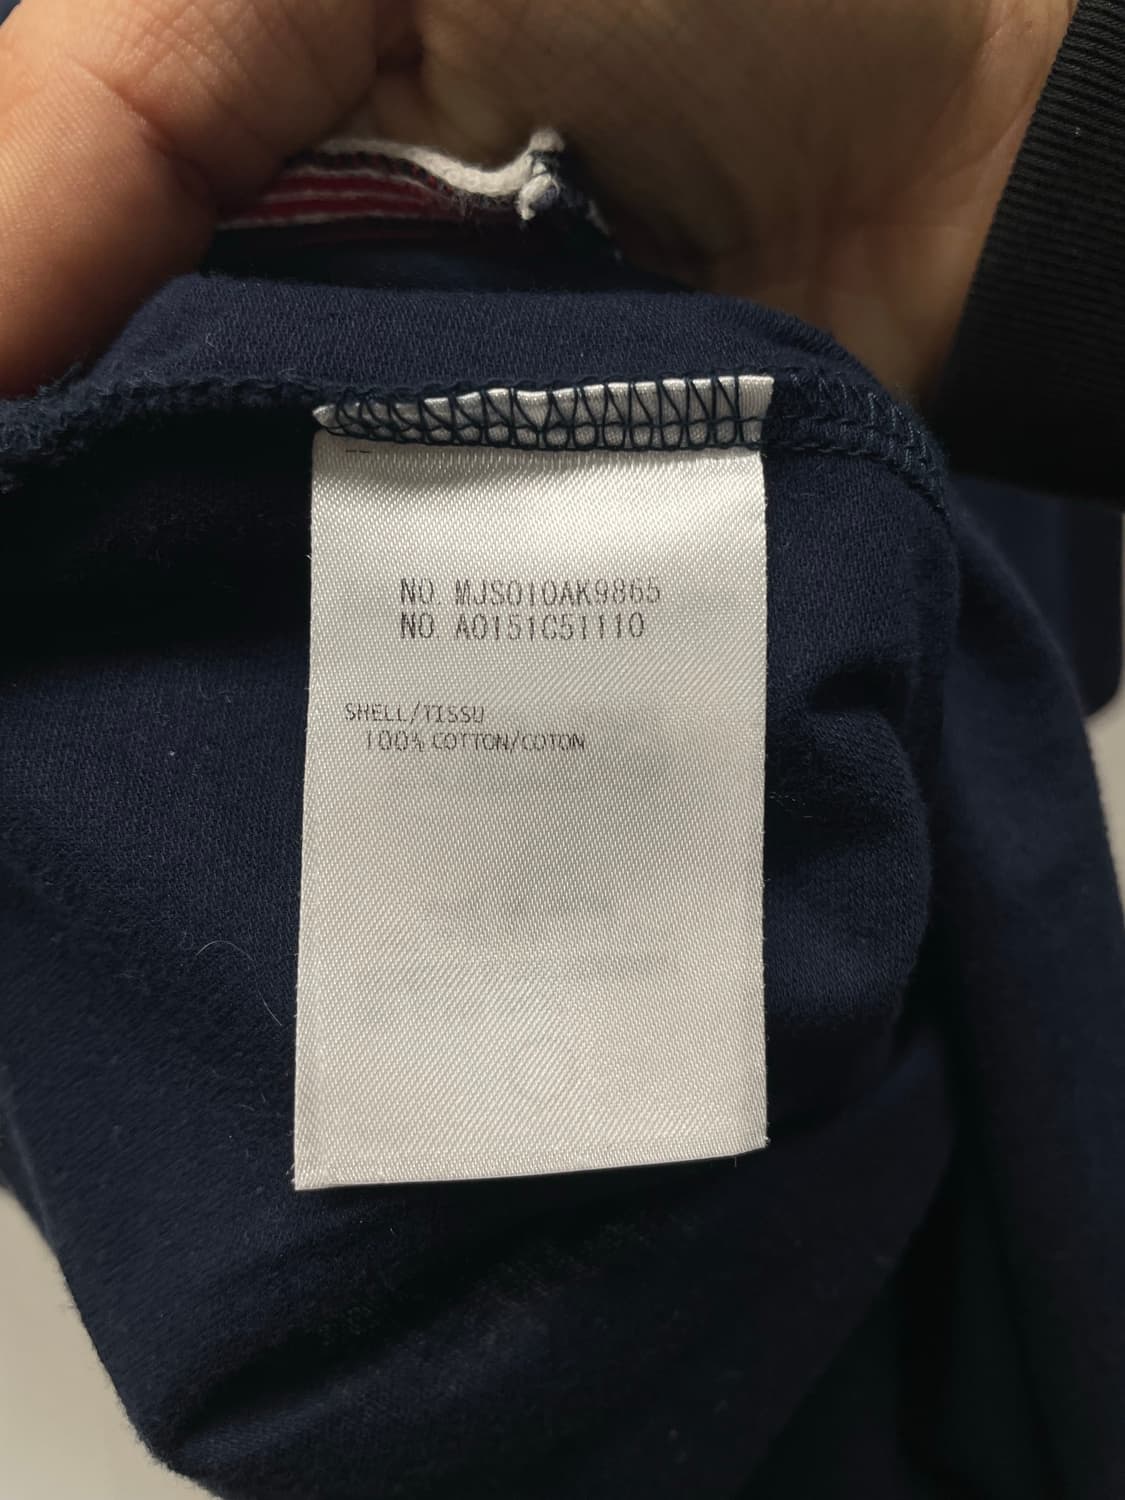 NO. MJS010AK9865
NO. A0151C51110
SHELL/TISSU
100% COTTON/COTON